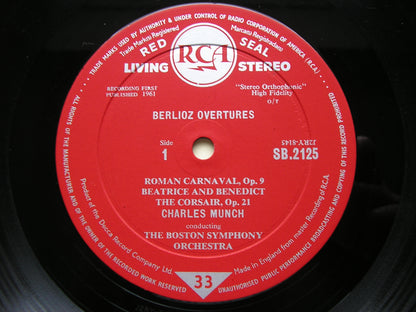 TRADE MARKS USED BY AUTHORITY & UNDER CONTROL OF RADIO CORPORATION OF AMERICA (R.C.A.)
Trade Marks Registered
Marcas Registradas
RCA
RED SEAL
LIVING STEREO
RECORDING FIRST
PUBLISHED 1961
"Stereo Orthophonic"
High Fidelity
O/T
BERLIOZ OVERTURES
Side
1
SB.2125
ROMAN CARNAVAL, Op. 9
BEATRICE AND BENEDICT
THE CORSAIR, Op. 21
CHARLES MUNCH
conducting
THE BOSTON SYMPHONY
ORCHESTRA
33
Product of the Decca Record Company Ltd.
Made in England from master Recording of R.C.A.
ALL RIGHTS OF THE MANUFACTURER AND OF THE OWNER OF THE RECORDED WORK RESERVED
UNAUTHORISED PUBLIC PERFORMANCE BROADCASTING AND COPYING OF THIS RECORD PROHIBITED